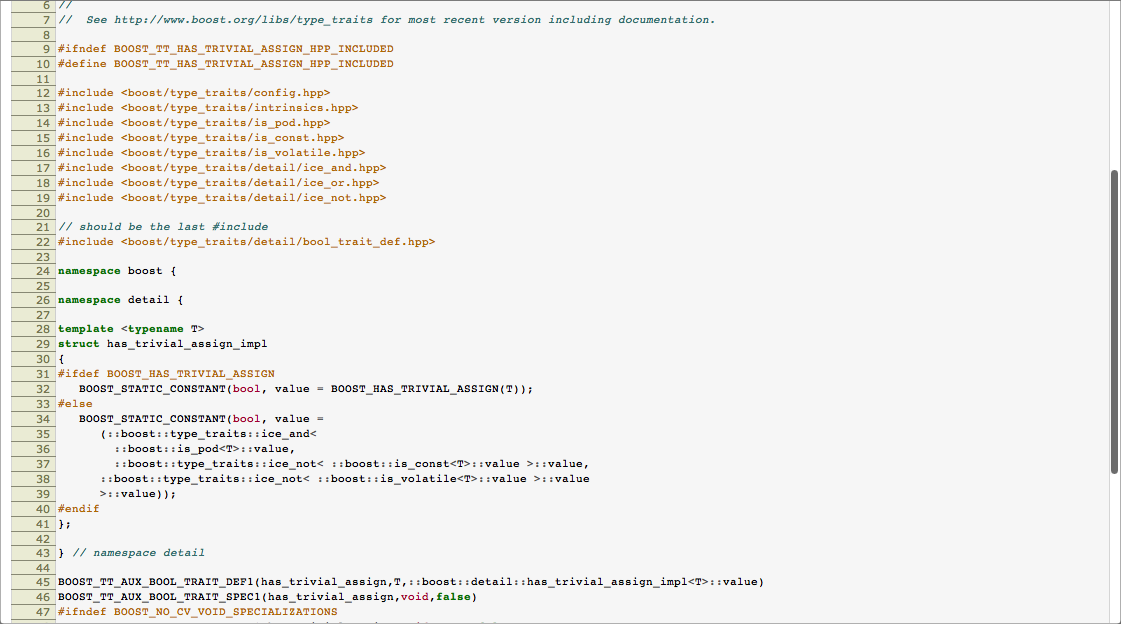 6 //
7 //  See http://www.boost.org/libs/type_traits for most recent version including documentation.
8
9 #ifndef BOOST_TT_HAS_TRIVIAL_ASSIGN_HPP_INCLUDED
10 #define BOOST_TT_HAS_TRIVIAL_ASSIGN_HPP_INCLUDED
11
12 #include <boost/type_traits/config.hpp>
13 #include <boost/type_traits/intrinsics.hpp>
14 #include <boost/type_traits/is_pod.hpp>
15 #include <boost/type_traits/is_const.hpp>
16 #include <boost/type_traits/is_volatile.hpp>
17 #include <boost/type_traits/detail/ice_and.hpp>
18 #include <boost/type_traits/detail/ice_or.hpp>
19 #include <boost/type_traits/detail/ice_not.hpp>
20
21 // should be the last #include
22 #include <boost/type_traits/detail/bool_trait_def.hpp>
23
24 namespace boost {
25
26 namespace detail {
27
28 template <typename T>
29 struct has_trivial_assign_impl
30 {
31 #ifdef BOOST_HAS_TRIVIAL_ASSIGN
32    BOOST_STATIC_CONSTANT(bool, value = BOOST_HAS_TRIVIAL_ASSIGN(T));
33 #else
34    BOOST_STATIC_CONSTANT(bool, value =
35       (::boost::type_traits::ice_and<
36         ::boost::is_pod<T>::value,
37         ::boost::type_traits::ice_not< ::boost::is_const<T>::value >::value,
38       ::boost::type_traits::ice_not< ::boost::is_volatile<T>::value >::value
39       >::value));
40 #endif
41 };
42
43 } // namespace detail
44
45 BOOST_TT_AUX_BOOL_TRAIT_DEF1(has_trivial_assign,T,::boost::detail::has_trivial_assign_impl<T>::value)
46 BOOST_TT_AUX_BOOL_TRAIT_SPEC1(has_trivial_assign,void,false)
47 #ifndef BOOST_NO_CV_VOID_SPECIALIZATIONS